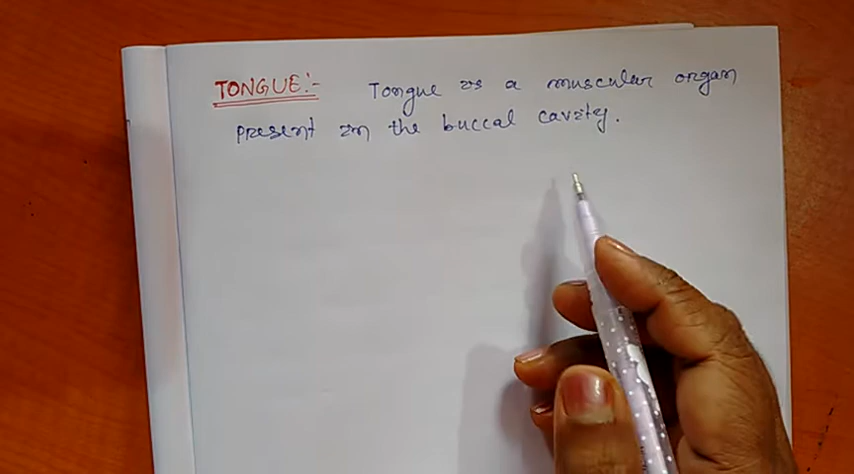 TONGUE:- Tongue is a muscular organ
present in the buccal cavity.